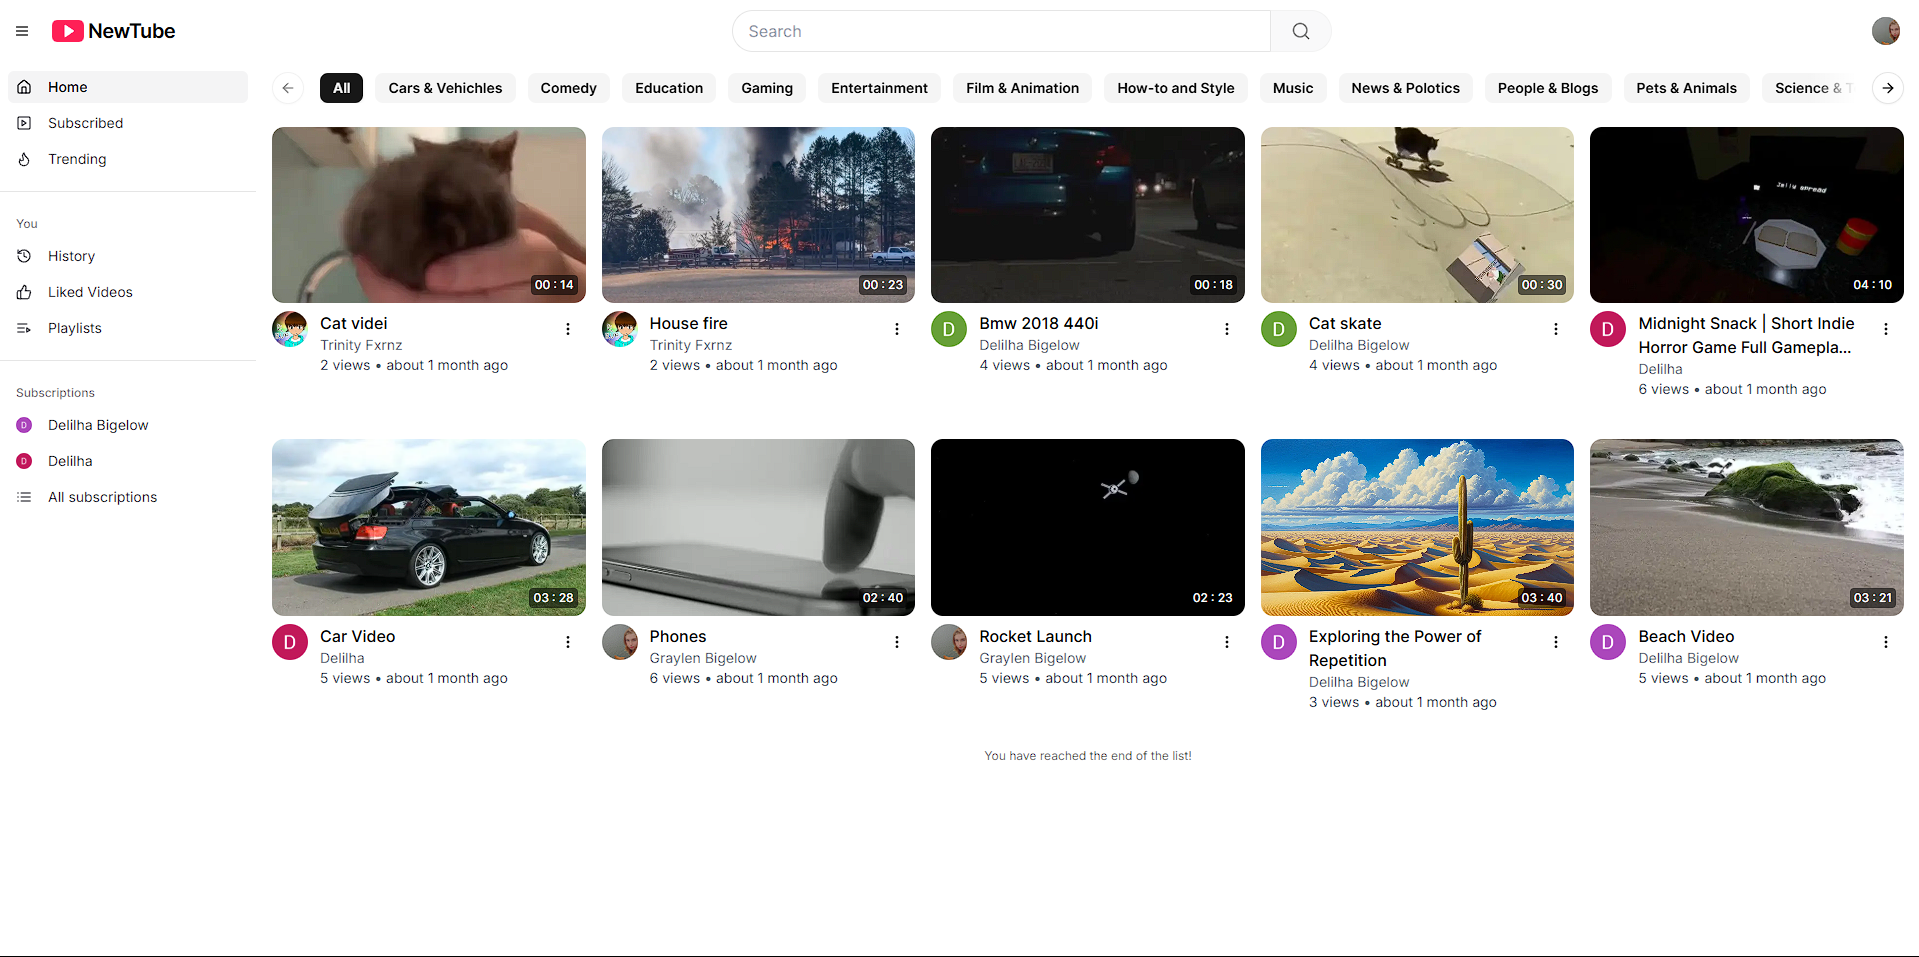 NewTube
Search
Home
Subscribed
Trending
You
History
Liked Videos
Playlists
Subscriptions
D Delilha Bigelow
D Delilha
All subscriptions
All Cars & Vehichles Comedy Education Gaming Entertainment Film & Animation How-to and Style Music News & Polotics People & Blogs Pets & Animals Science & T
00:14
00:23
00:18
00:30
Jelly spread
04:10
Cat videi
Trinity Fxrnz
2 views • about 1 month ago
House fire
Trinity Fxrnz
2 views • about 1 month ago
D
Bmw 2018 440i
Delilha Bigelow
4 views • about 1 month ago
D
Cat skate
Delilha Bigelow
4 views • about 1 month ago
D
Midnight Snack | Short Indie
Horror Game Full Gamepla...
Delilha
6 views • about 1 month ago
03:28
02:40
02:23
03:40
03:21
D
Car Video
Delilha
5 views • about 1 month ago
Phones
Graylen Bigelow
6 views • about 1 month ago
Rocket Launch
Graylen Bigelow
5 views • about 1 month ago
D
Exploring the Power of
Repetition
Delilha Bigelow
3 views • about 1 month ago
D
Beach Video
Delilha Bigelow
5 views • about 1 month ago
You have reached the end of the list!